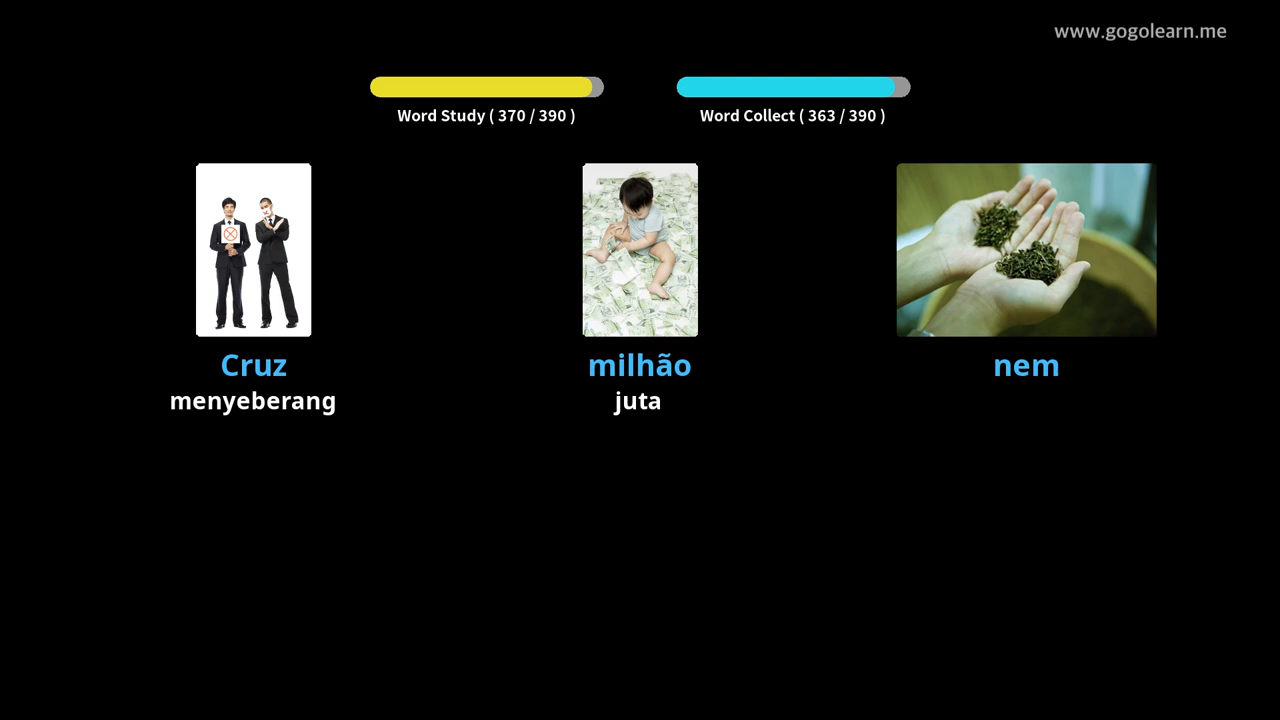 www.gogolearn.me
Word Study ( 370 / 390 )
Word Collect ( 363 / 390 )
Cruz
menyeberang
milhão
juta
nem